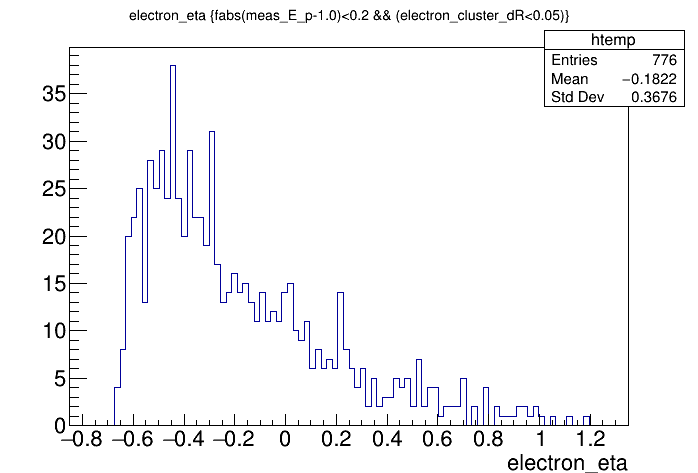 electron_eta {fabs(meas_E_p-1.0)<0.2 && (electron_cluster_dR<0.05)}
htemp
Entries 776
Mean −0.1822
Std Dev 0.3676
35
30
25
20
15
10
5
0
−0.8 −0.6 −0.4 −0.2 0 0.2 0.4 0.6 0.8 1 1.2
electron_eta